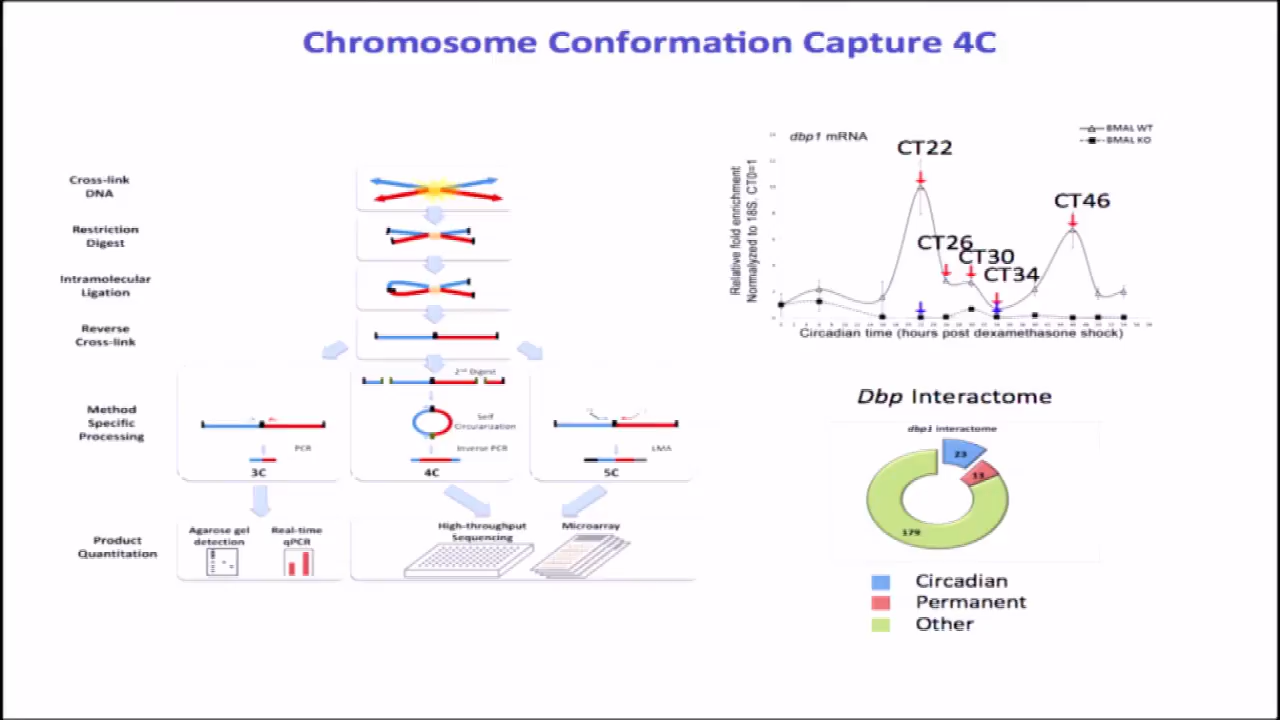 Chromosome Conformation Capture 4C
Cross-link
DNA
Restriction
Digest
Intramolecular
Ligation
Reverse
Cross-link
Method
Specific
Processing
2nd Digest
Self
Circularization
PCR
Inverse PCR
LMA
3C
4C
5C
Product
Quantitation
Agarose gel
detection
Real-time
qPCR
High-throughput
Sequencing
Microarray
dbp1 mRNA
BMAL WT
BMAL KO
CT22
CT46
CT26
CT30
CT34
Relative fold enrichment
Normalyzed to 18S. CT0=1
Circadian time (hours post dexamethasone shock)
Dbp Interactome
dbp1 interactome
23
13
179
Circadian
Permanent
Other